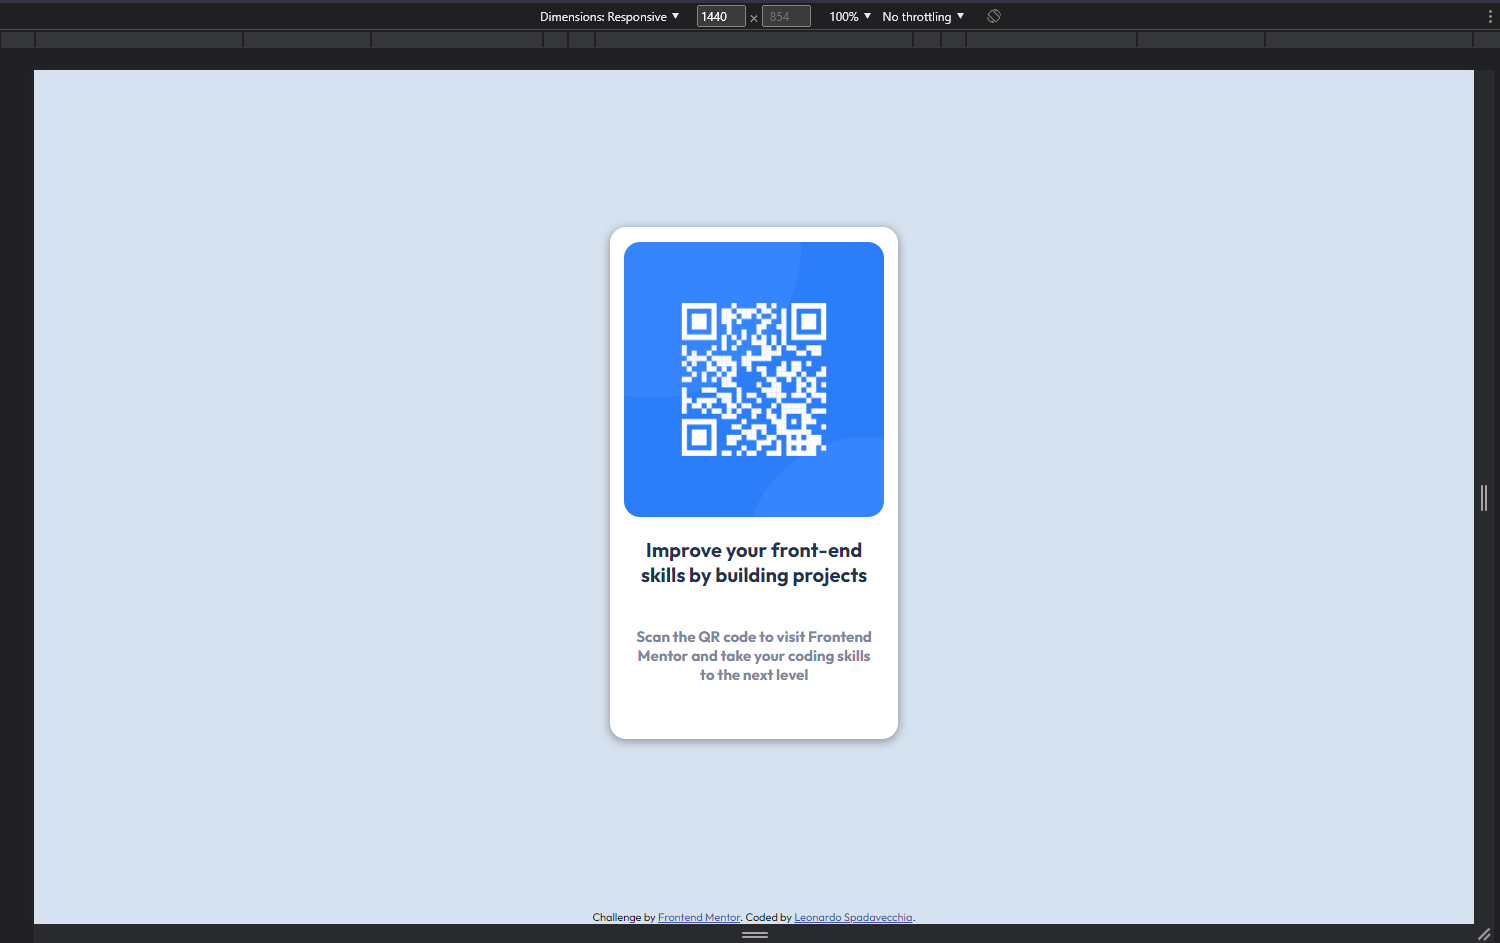 Dimensions: Responsive 1440 × 854 100% No throttling
Improve your front-end
skills by building projects
Scan the QR code to visit Frontend
Mentor and take your coding skills
to the next level
Challenge by Frontend Mentor. Coded by Leonardo Spadavecchia.